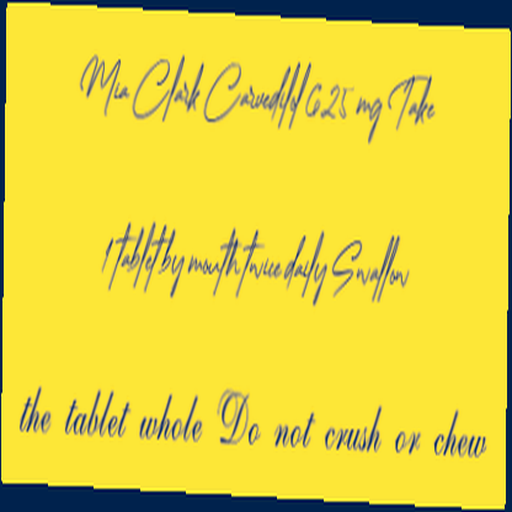 Mia Clark Carvedilol 6.25 mg Take
1 tablet by mouth twice daily Swallow
the tablet whole Do not crush or chew